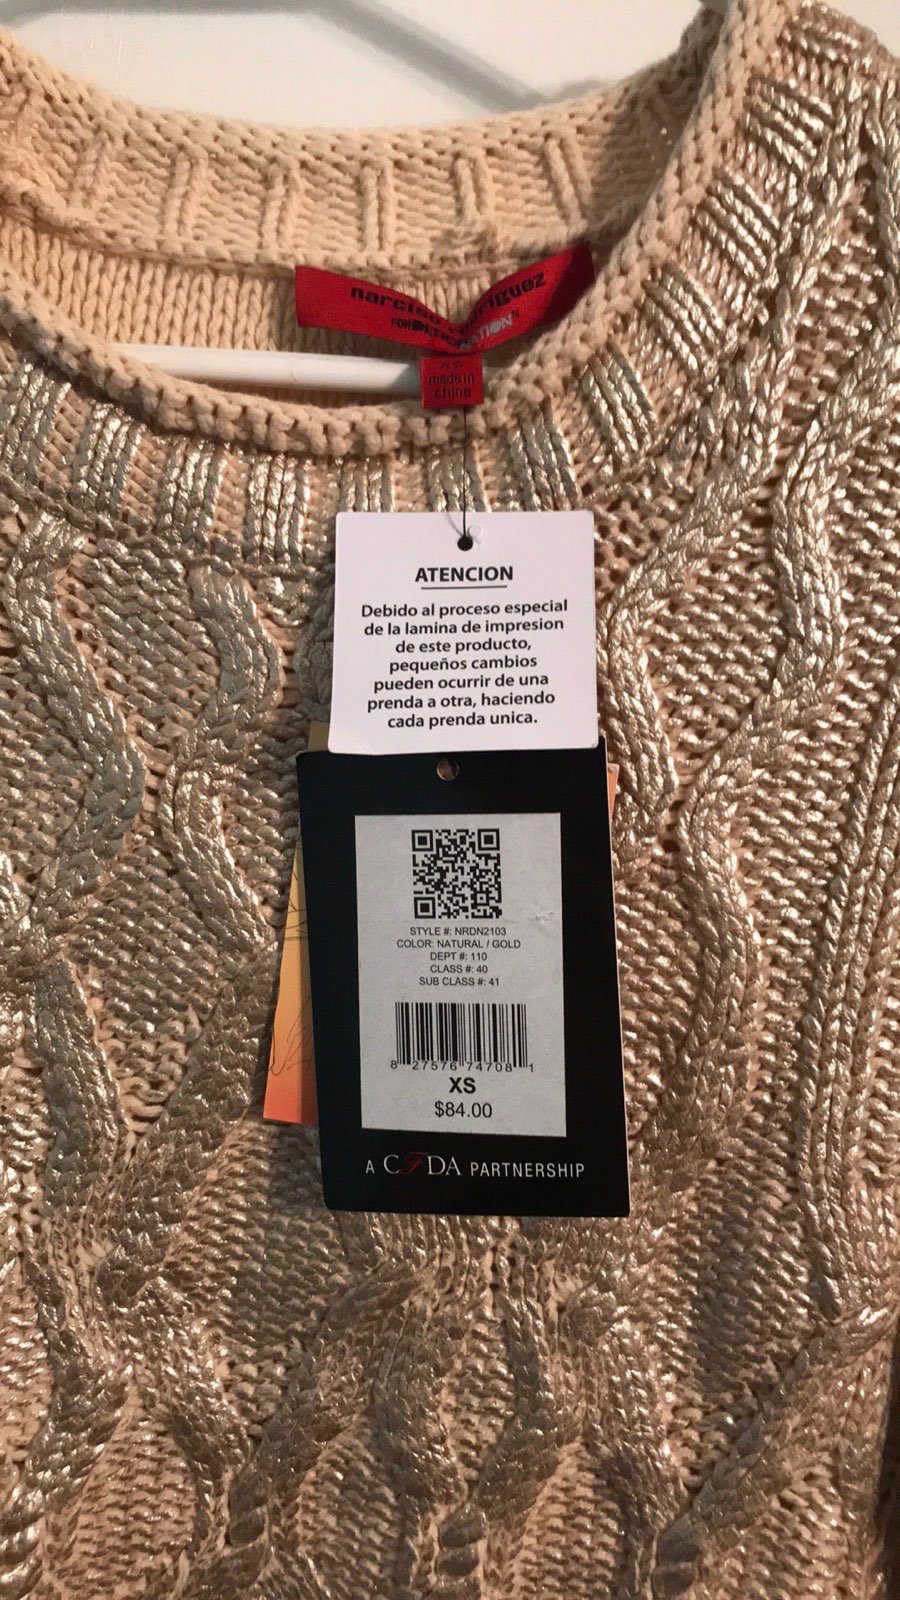 narciso rodriguez
FORDESIGNATION™
XS
made in
china
ATENCION
Debido al proceso especial
de la lamina de impresion
de este producto,
pequeños cambios
pueden ocurrir de una
prenda a otra, haciendo
cada prenda unica.
STYLE #: NRDN2103
COLOR: NATURAL / GOLD
DEPT #: 110
CLASS #: 40
SUB CLASS #: 41
8 27576 74708 1
XS
$84.00
A CFDA PARTNERSHIP